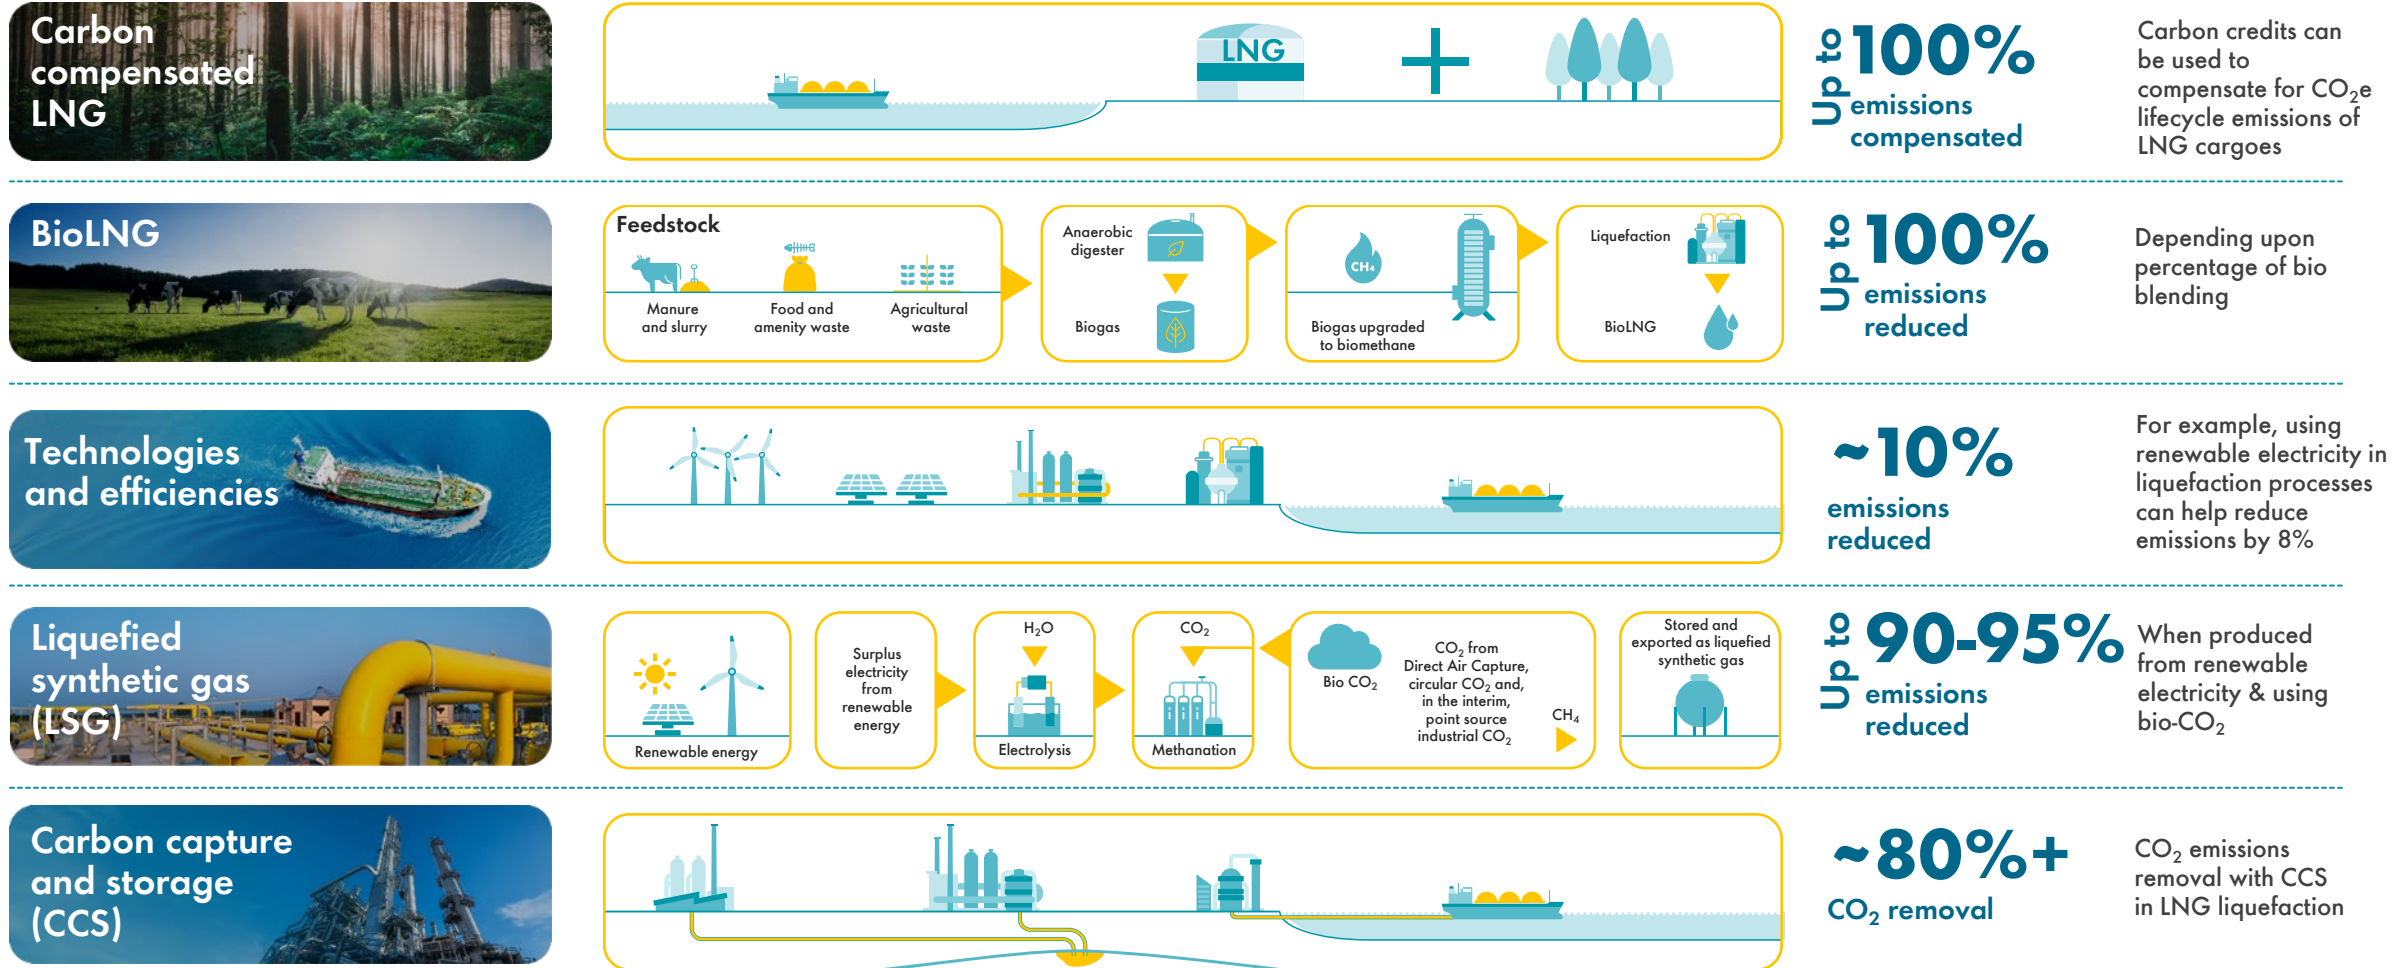 Carbon
compensated
LNG
LNG
Up to
100%
emissions
compensated
Carbon credits can
be used to
compensate for CO₂e
lifecycle emissions of
LNG cargoes
BioLNG
Feedstock
Manure
and slurry
Food and
amenity waste
Agricultural
waste
Anaerobic
digester
Biogas
CH₄
Biogas upgraded
to biomethane
Liquefaction
BioLNG
Up to
100%
emissions
reduced
Depending upon
percentage of bio
blending
Technologies
and efficiencies
~10%
emissions
reduced
For example, using
renewable electricity in
liquefaction processes
can help reduce
emissions by 8%
Liquefied
synthetic gas
(LSG)
Renewable energy
Surplus
electricity
from
renewable
energy
H₂O
Electrolysis
CO₂
Methanation
Bio CO₂
CO₂ from
Direct Air Capture,
circular CO₂ and,
in the interim,
point source
industrial CO₂
CH₄
Stored and
exported as liquefied
synthetic gas
Up to
90-95%
emissions
reduced
When produced
from renewable
electricity & using
bio-CO₂
Carbon capture
and storage
(CCS)
~80%+
CO₂ removal
CO₂ emissions
removal with CCS
in LNG liquefaction